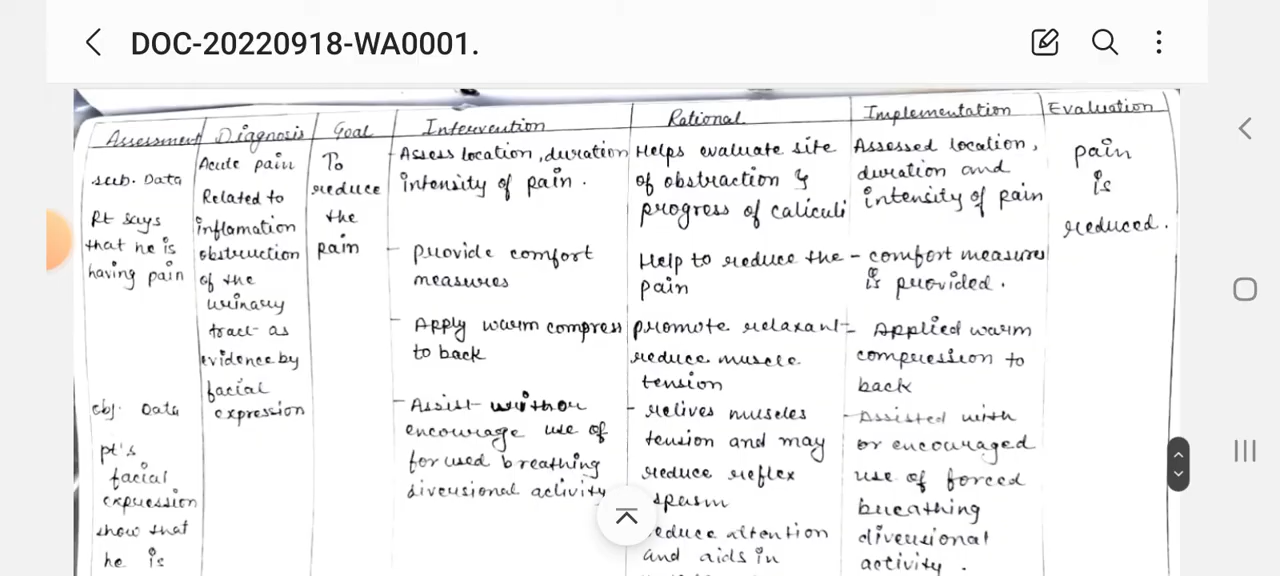 DOC-20220918-WA0001.
Assessment Diagnosis Goal Intervention Rational Implementation Evaluation
sub. Data
Pt says
that he is
having pain
obj. Data
pt's
facial
expression
show that
he is
Acute pain
Related to
inflamation
obstruction
of the
urinary
tract as
evidence by
facial
expression
To
reduce
the
pain
- Assess location, duration
intensity of pain.
- provide comfort
measures
- Apply warm compress
to back
- Assist with or
encourage use of
for used breathing
diversional activity
Helps evaluate site
of obstraction &
progress of caliculi
Help to reduce the
pain
promote relaxant
reduce muscle
tension
- relives muscles
tension and may
reduce reflex
spasm
reduce altention
and aids in
Assessed location,
duration and
intensity of pain
- comfort measures
is provided.
- Applied warm
compression to
back
- Assisted with
or encouraged
use of forced
breathing
diversional
activity.
pain
is
reduced.